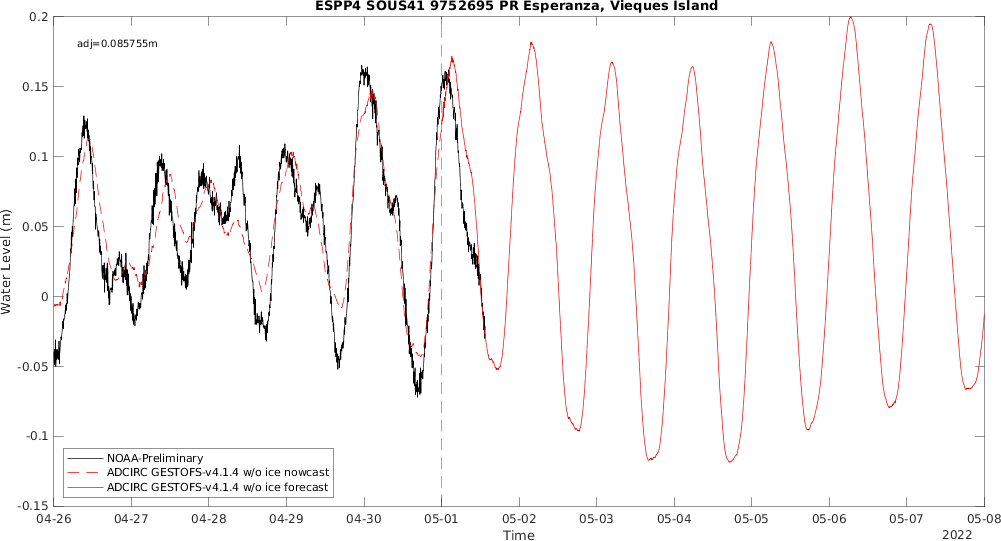 ESPP4 SOUS41 9752695 PR Esperanza, Vieques Island
adj=0.085755m
0.2
0.15
0.1
0.05
0
-0.05
-0.1
-0.15
Water Level (m)
NOAA-Preliminary
ADCIRC GESTOFS-v4.1.4 w/o ice nowcast
ADCIRC GESTOFS-v4.1.4 w/o ice forecast
04-26 04-27 04-28 04-29 04-30 05-01 05-02 05-03 05-04 05-05 05-06 05-07 05-08
Time
2022